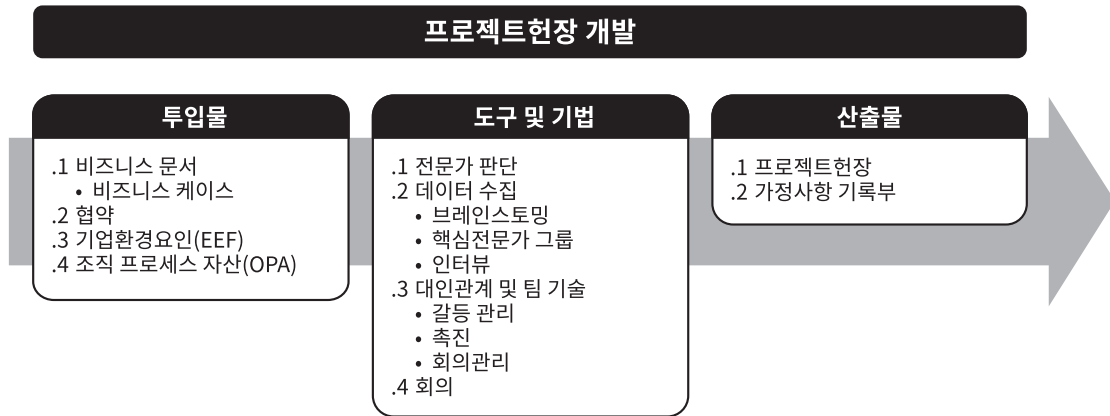 프로젝트헌장 개발
투입물
.1 비즈니스 문서
• 비즈니스 케이스
.2 협약
.3 기업환경요인(EEF)
.4 조직 프로세스 자산(OPA)
도구 및 기법
.1 전문가 판단
.2 데이터 수집
• 브레인스토밍
• 핵심전문가 그룹
• 인터뷰
.3 대인관계 및 팀 기술
• 갈등 관리
• 촉진
• 회의관리
.4 회의
산출물
.1 프로젝트헌장
.2 가정사항 기록부